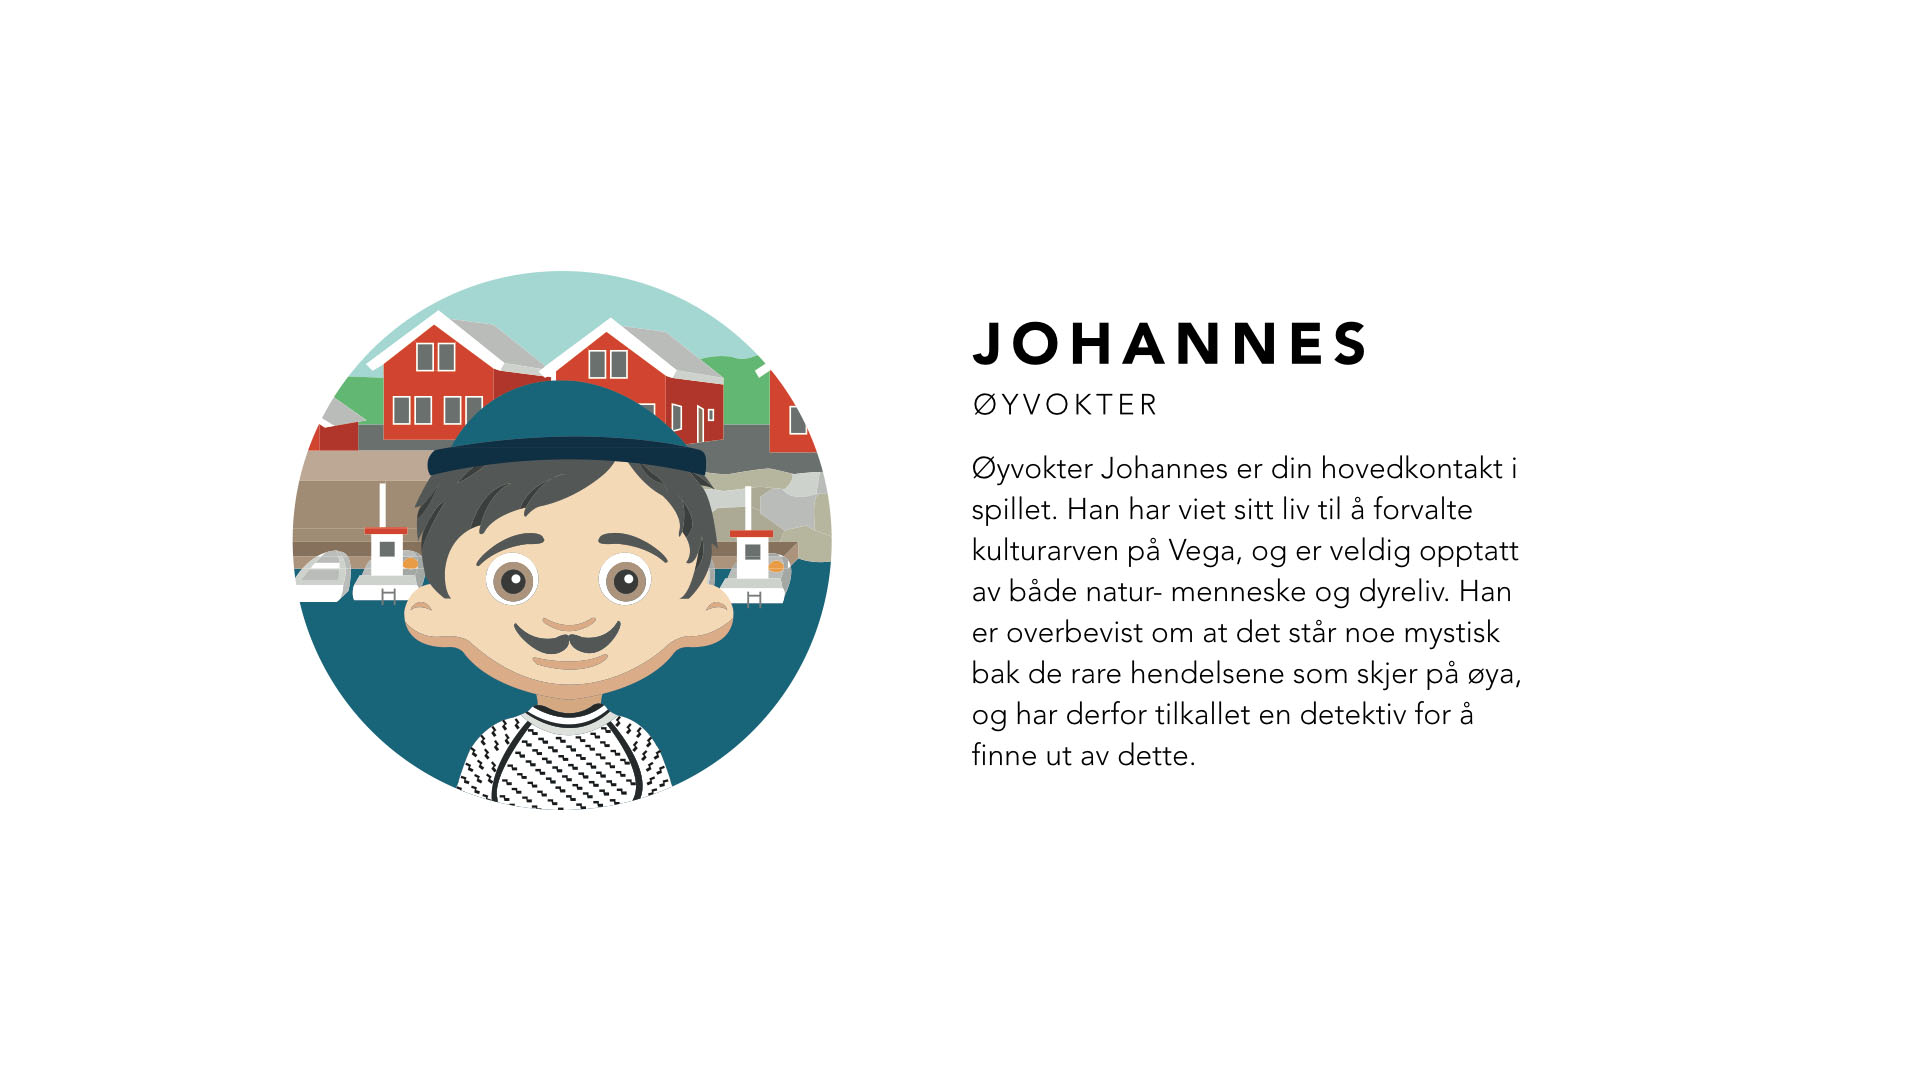 JOHANNES
ØYVOKTER
Øyvokter Johannes er din hovedkontakt i
spillet. Han har viet sitt liv til å forvalte
kulturarven på Vega, og er veldig opptatt
av både natur- menneske og dyreliv. Han
er overbevist om at det står noe mystisk
bak de rare hendelsene som skjer på øya,
og har derfor tilkallet en detektiv for å
finne ut av dette.